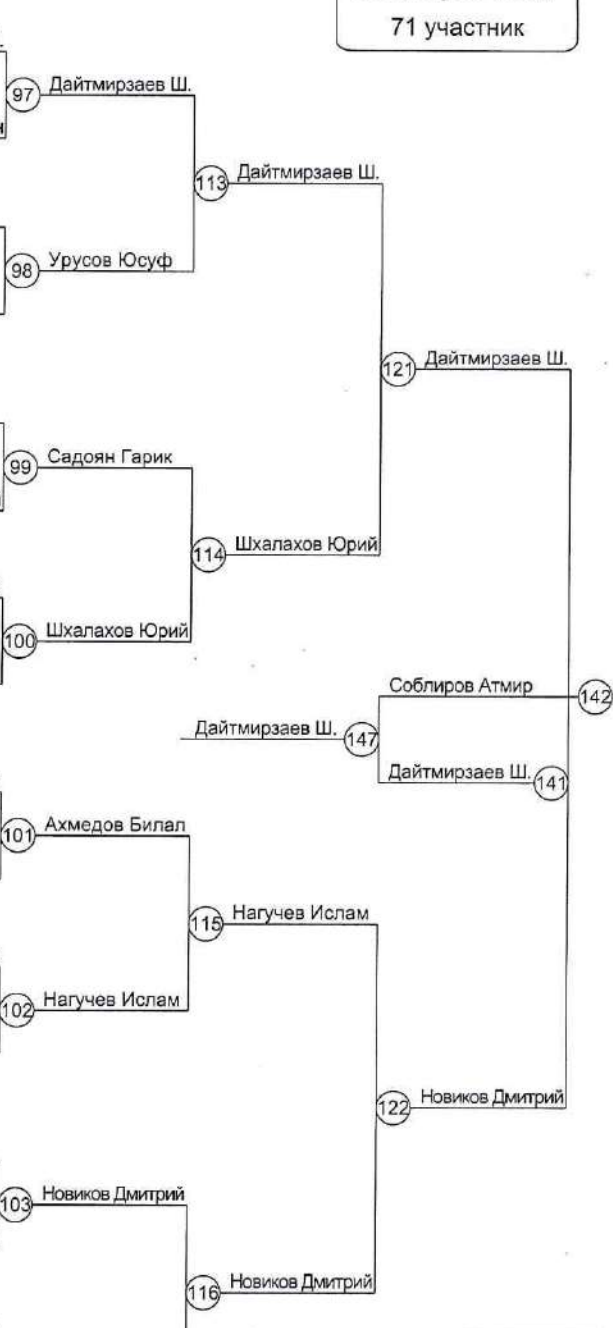 71 участник
97 Дайтмирзаев Ш.
113 Дайтмирзаев Ш.
98 Урусов Юсуф
121 Дайтмирзаев Ш.
99 Садоян Гарик
114 Шхалахов Юрий
100 Шхалахов Юрий
Соблиров Атмир 142
Дайтмирзаев Ш. 147
Дайтмирзаев Ш. 141
101 Ахмедов Билал
115 Нагучев Ислам
102 Нагучев Ислам
122 Новиков Дмитрий
103 Новиков Дмитрий
116 Новиков Дмитрий